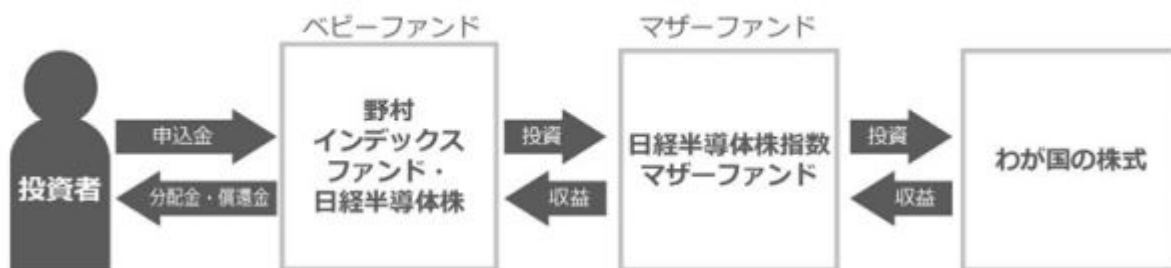 ベビーファンド
マザーファンド
投資者
申込金
分配金・償還金
野村
インデックス
ファンド・
日経半導体株
投資
収益
日経半導体株指数
マザーファンド
投資
収益
わが国の株式